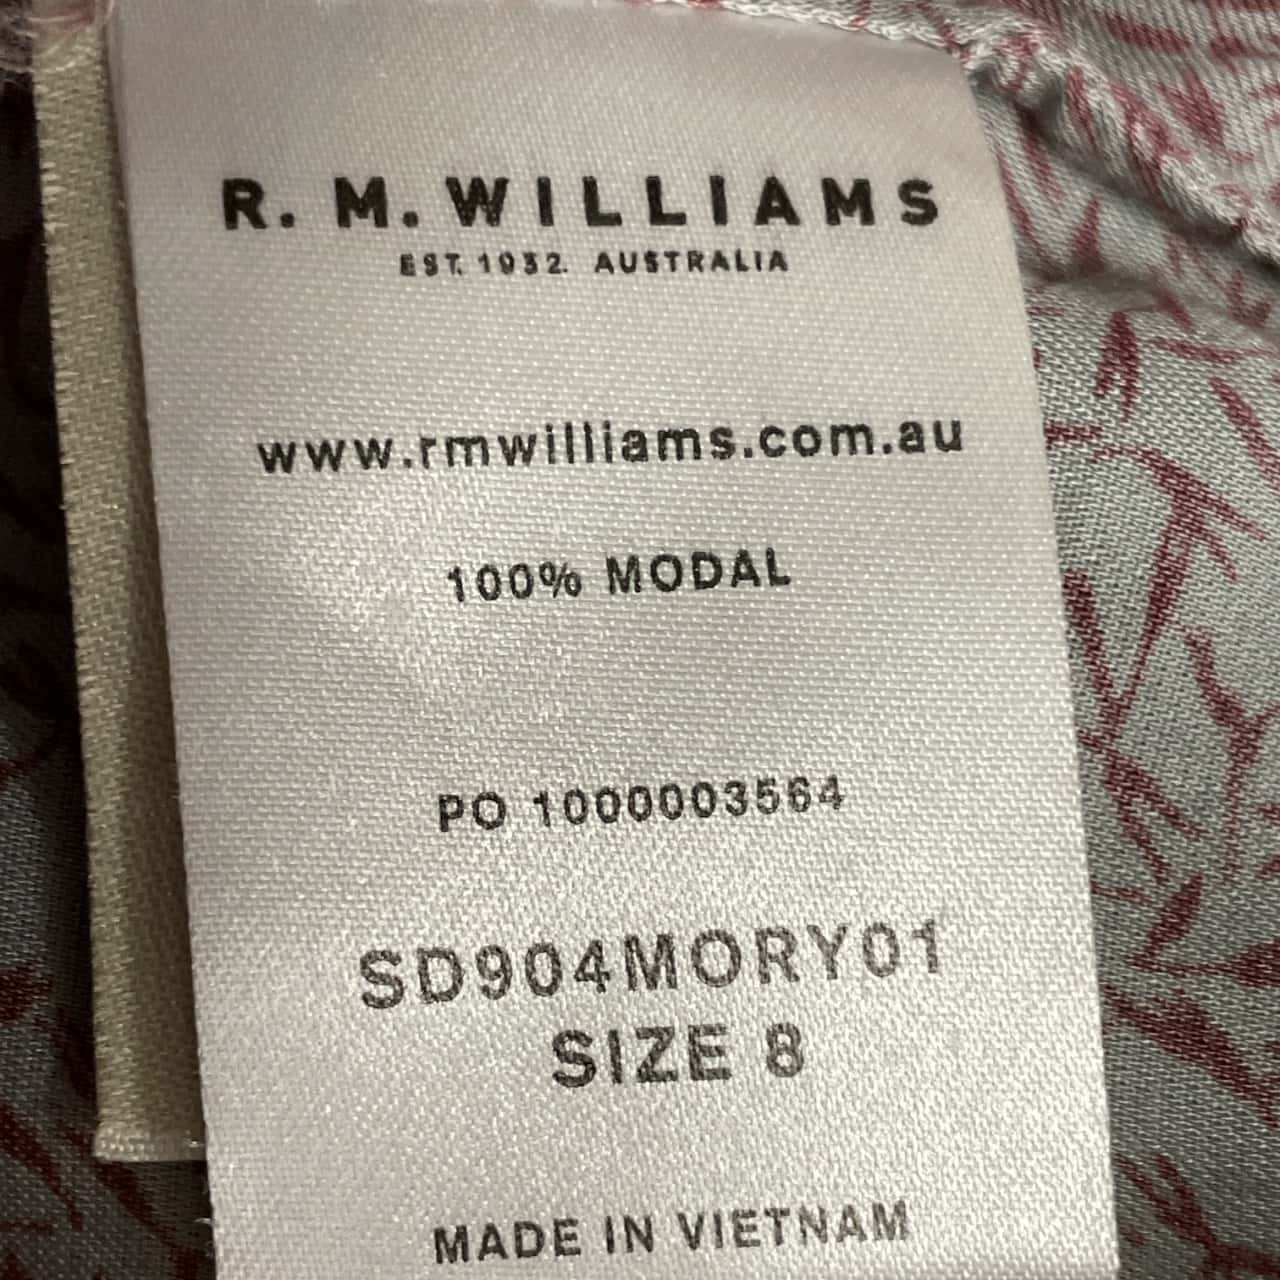 R. M. WILLIAMS
EST. 1932. AUSTRALIA
www.rmwilliams.com.au
100% MODAL
PO 1000003564
SD904MORY01
SIZE 8
MADE IN VIETNAM